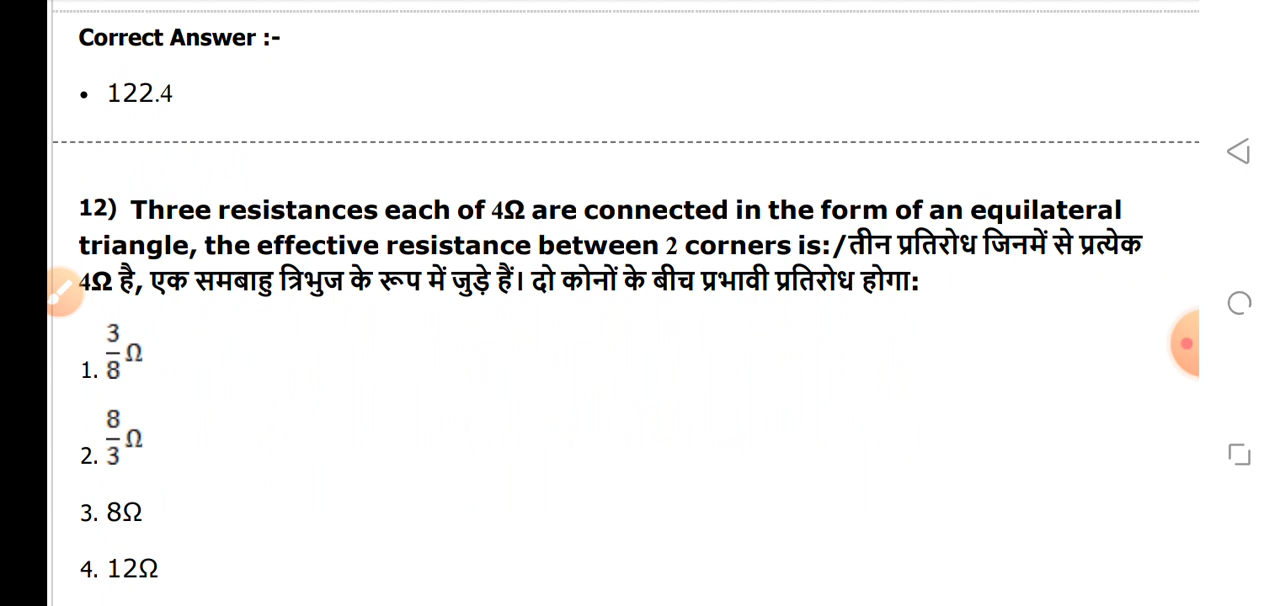 Correct Answer :-
• 122.4
12) Three resistances each of 4Ω are connected in the form of an equilateral
triangle, the effective resistance between 2 corners is:/तीन प्रतिरोध जिनमें से प्रत्येक
4Ω है, एक समबाहु त्रिभुज के रूप में जुड़े हैं। दो कोनों के बीच प्रभावी प्रतिरोध होगा:
1. 3/8 Ω
2. 8/3 Ω
3. 8Ω
4. 12Ω